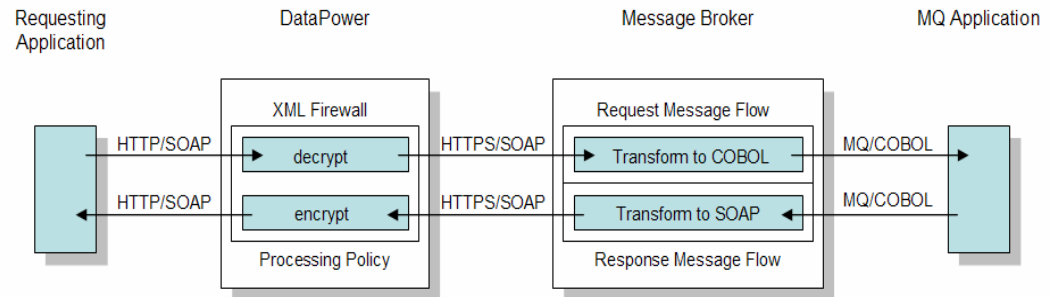 Requesting
Application
DataPower
Message Broker
MQ Application
XML Firewall
Request Message Flow
HTTP/SOAP
decrypt
HTTPS/SOAP
Transform to COBOL
MQ/COBOL
HTTP/SOAP
encrypt
HTTPS/SOAP
Transform to SOAP
MQ/COBOL
Processing Policy
Response Message Flow